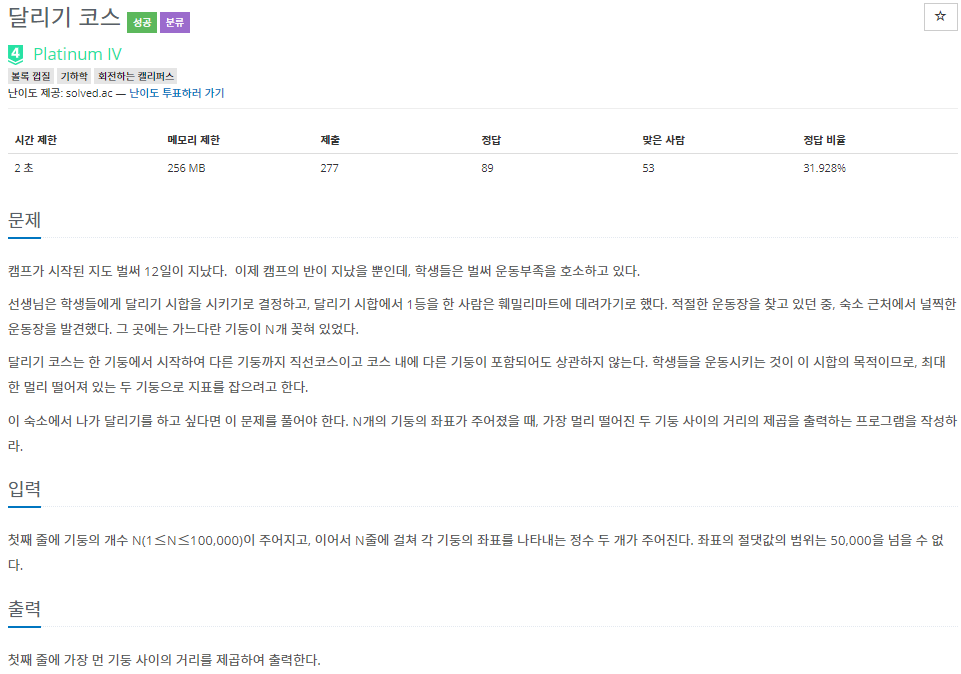 달리기 코스 성공 분류
☆
4 Platinum IV
볼록 껍질 기하학 회전하는 캘리퍼스
난이도 제공: solved.ac — 난이도 투표하러 가기
시간 제한 메모리 제한 제출 정답 맞은 사람 정답 비율
2 초 256 MB 277 89 53 31.928%
문제
캠프가 시작된 지도 벌써 12일이 지났다. 이제 캠프의 반이 지났을 뿐인데, 학생들은 벌써 운동부족을 호소하고 있다.
선생님은 학생들에게 달리기 시합을 시키기로 결정하고, 달리기 시합에서 1등을 한 사람은 훼밀리마트에 데려가기로 했다. 적절한 운동장을 찾고 있던 중, 숙소 근처에서 널찍한
운동장을 발견했다. 그 곳에는 가느다란 기둥이 N개 꽂혀 있었다.
달리기 코스는 한 기둥에서 시작하여 다른 기둥까지 직선코스이고 코스 내에 다른 기둥이 포함되어도 상관하지 않는다. 학생들을 운동시키는 것이 이 시합의 목적이므로, 최대
한 멀리 떨어져 있는 두 기둥으로 지표를 잡으려고 한다.
이 숙소에서 나가 달리기를 하고 싶다면 이 문제를 풀어야 한다. N개의 기둥의 좌표가 주어졌을 때, 가장 멀리 떨어진 두 기둥 사이의 거리의 제곱을 출력하는 프로그램을 작성하
라.
입력
첫째 줄에 기둥의 개수 N(1≤N≤100,000)이 주어지고, 이어서 N줄에 걸쳐 각 기둥의 좌표를 나타내는 정수 두 개가 주어진다. 좌표의 절댓값의 범위는 50,000을 넘을 수 없
다.
출력
첫째 줄에 가장 먼 기둥 사이의 거리를 제곱하여 출력한다.